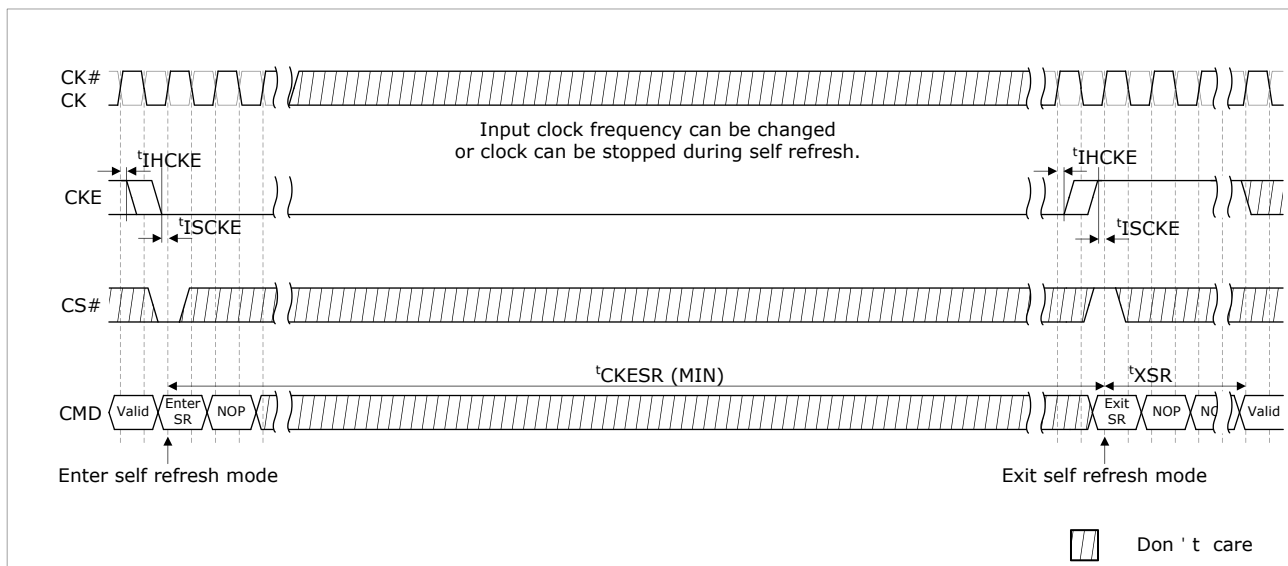 CK#
CK
Input clock frequency can be changed
or clock can be stopped during self refresh.
tIHCKE
tIHCKE
CKE
tISCKE
tISCKE
CS#
tCKESR (MIN)
tXSR
CMD
Valid
Enter
SR
NOP
Exit
SR
NOP
Valid
Enter self refresh mode
Exit self refresh mode
Don ' t care